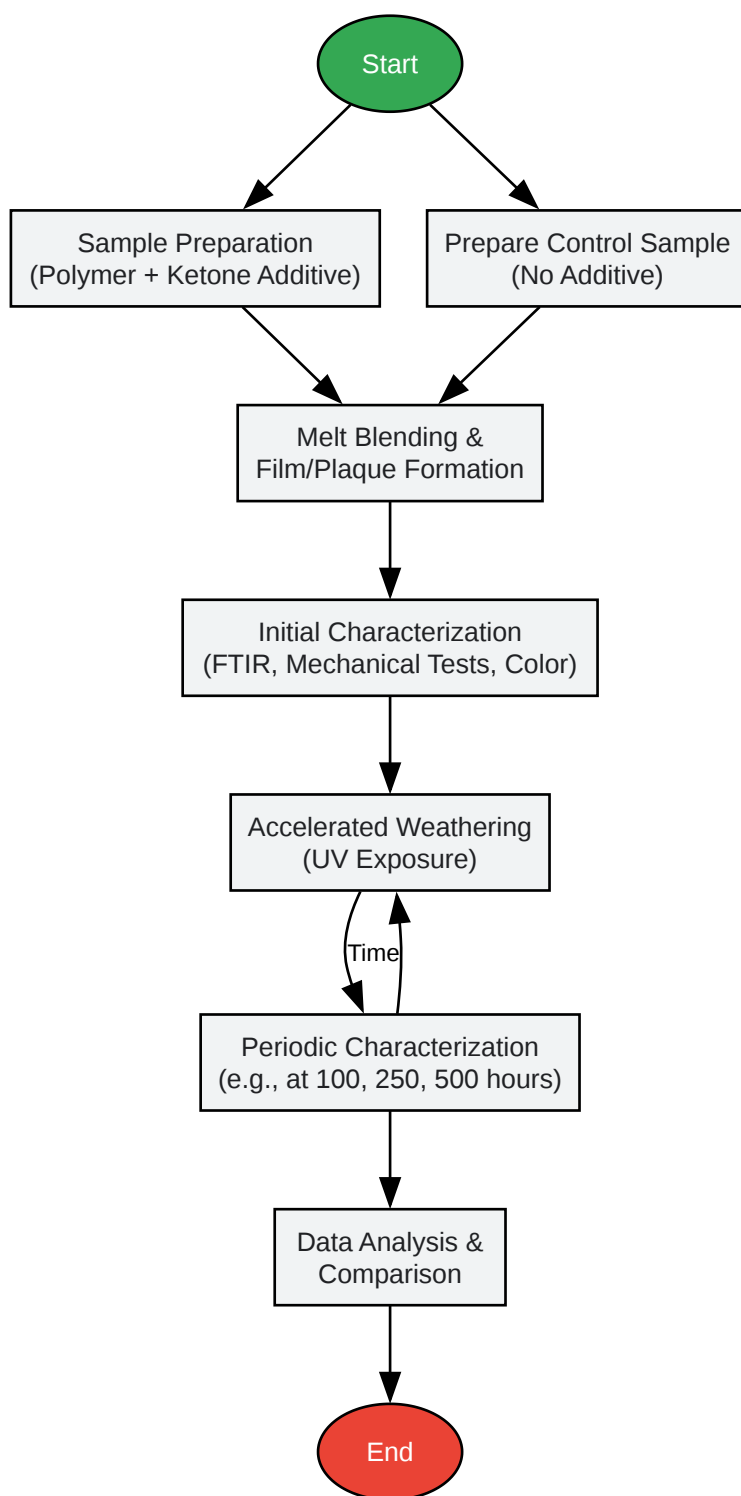 Start
Sample Preparation
(Polymer + Ketone Additive)
Prepare Control Sample
(No Additive)
Melt Blending &
Film/Plaque Formation
Initial Characterization
(FTIR, Mechanical Tests, Color)
Accelerated Weathering
(UV Exposure)
Time
Periodic Characterization
(e.g., at 100, 250, 500 hours)
Data Analysis &
Comparison
End